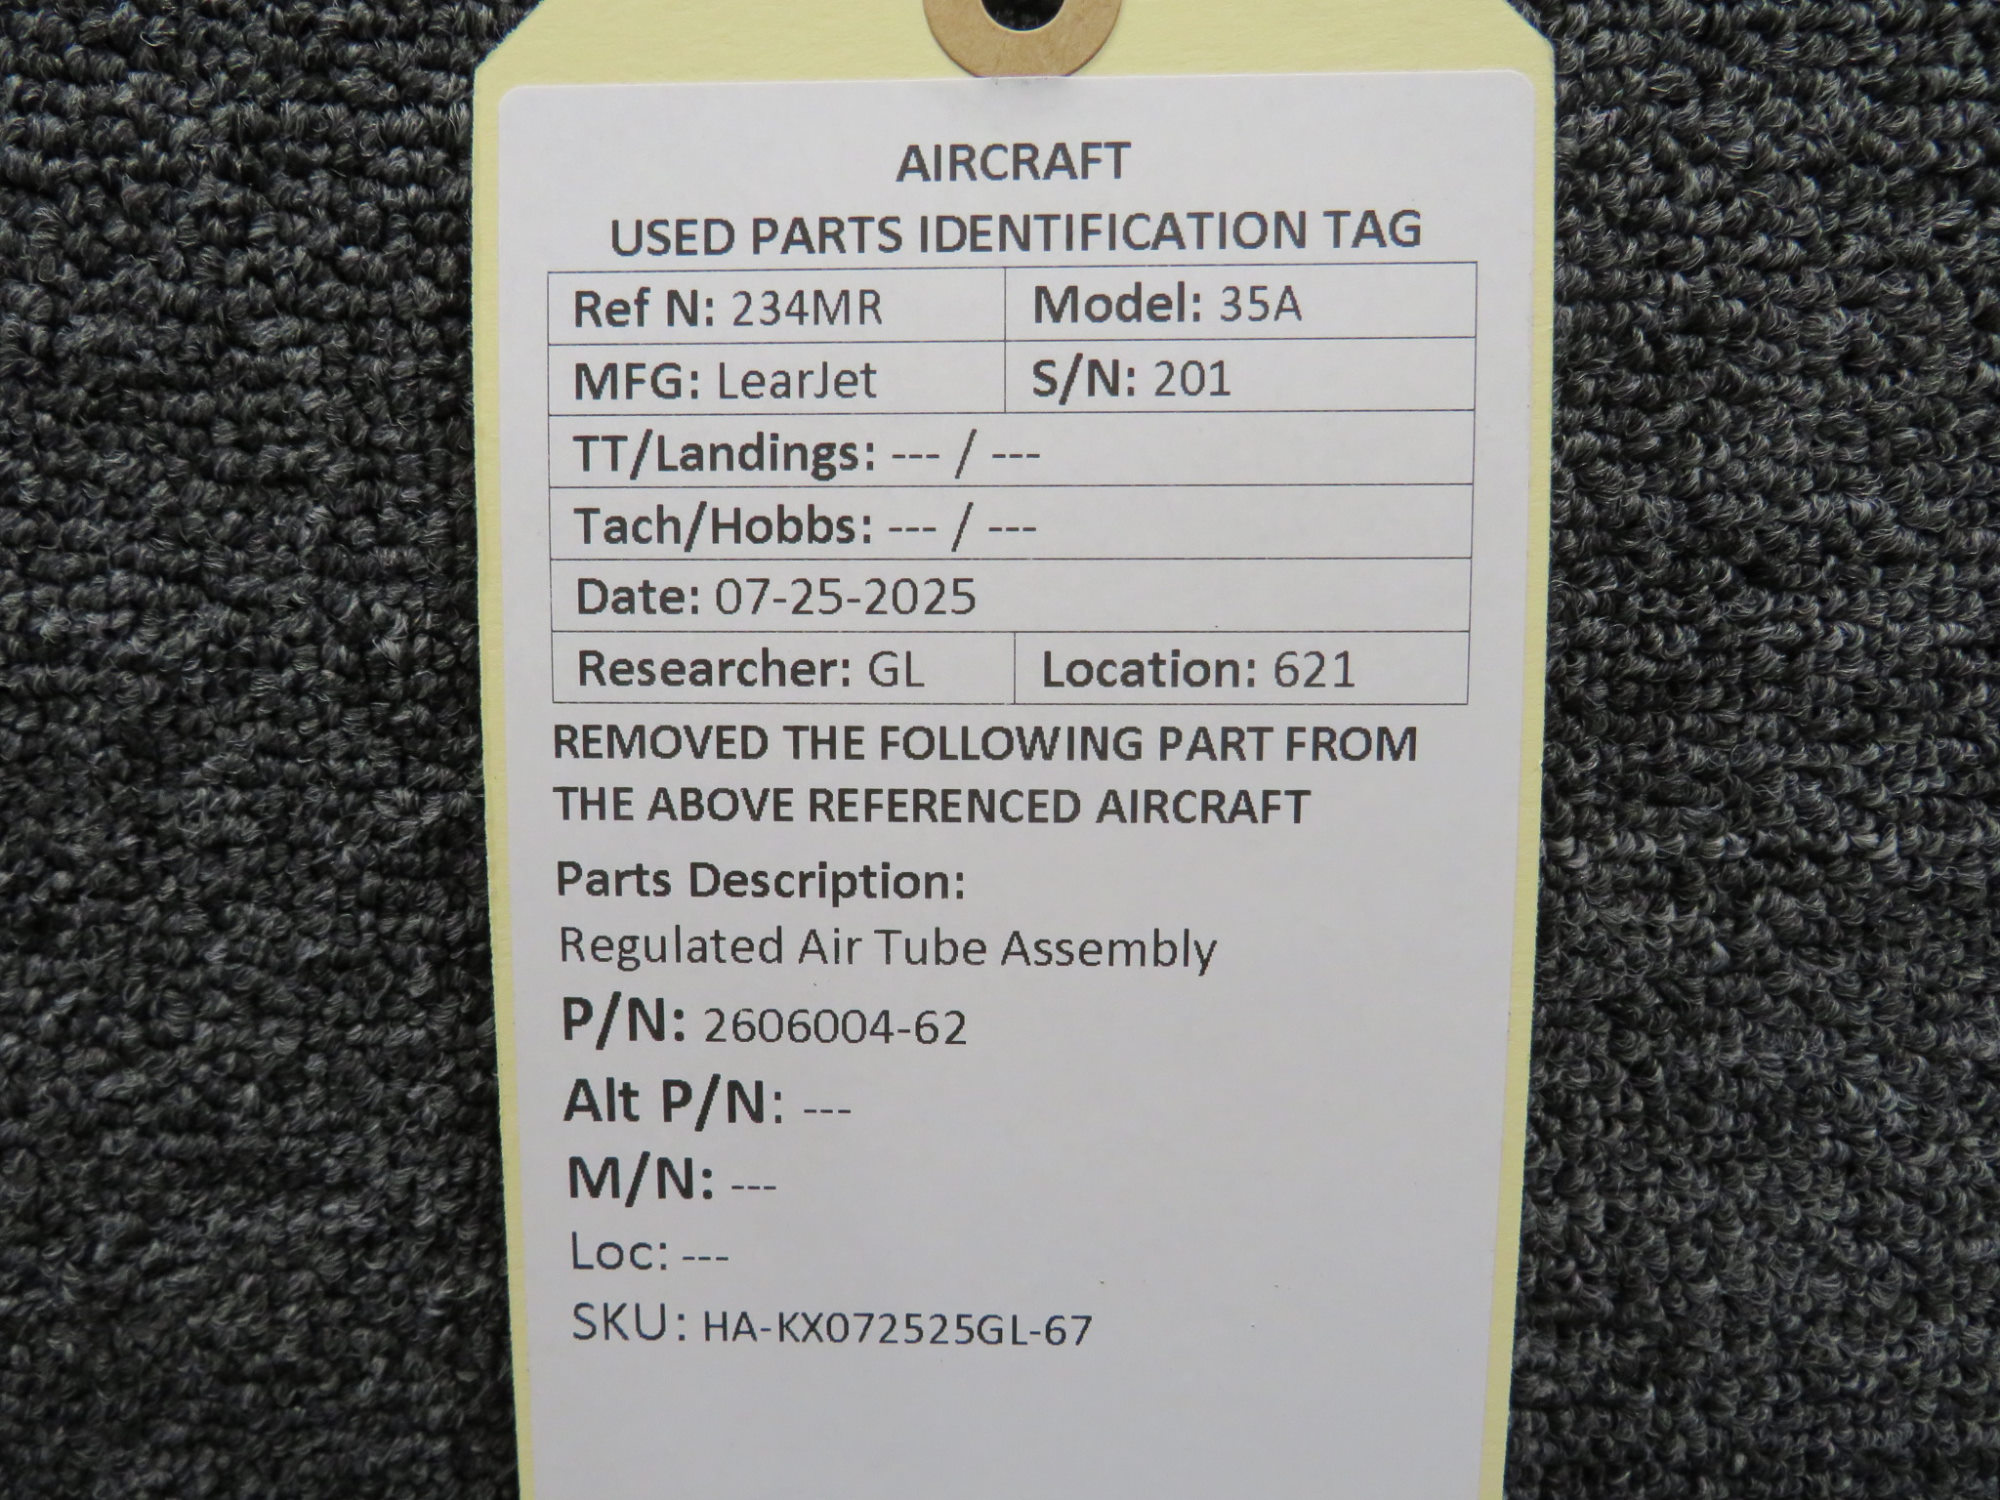 AIRCRAFT
USED PARTS IDENTIFICATION TAG
Ref N: 234MR Model: 35A
MFG: LearJet S/N: 201
TT/Landings: --- / ---
Tach/Hobbs: --- / ---
Date: 07-25-2025
Researcher: GL Location: 621
REMOVED THE FOLLOWING PART FROM
THE ABOVE REFERENCED AIRCRAFT
Parts Description:
Regulated Air Tube Assembly
P/N: 2606004-62
Alt P/N: ---
M/N: ---
Loc: ---
SKU: HA-KX072525GL-67